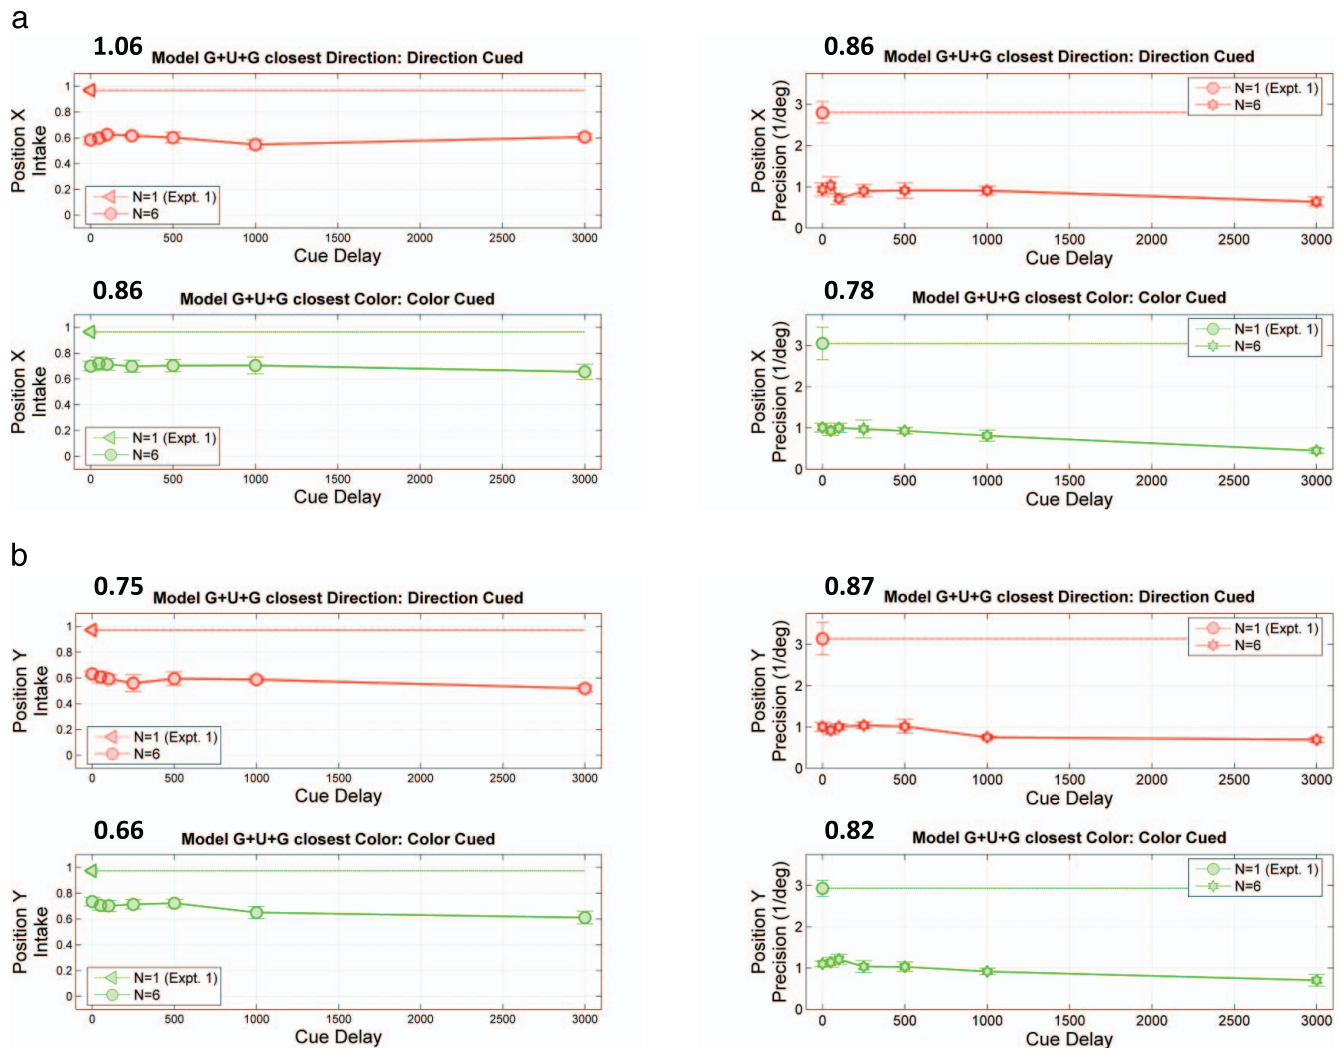 a
1.06
Model G+U+G closest Direction: Direction Cued
Position X
Intake
1
0.8
0.6
0.4
0.2
0
N=1 (Expt. 1)
N=6
0 500 1000 1500 2000 2500 3000
Cue Delay
0.86
Model G+U+G closest Direction: Direction Cued
Position X
Precision (1/deg)
3
2
1
0
N=1 (Expt. 1)
N=6
0 500 1000 1500 2000 2500 3000
Cue Delay
0.86
Model G+U+G closest Color: Color Cued
Position X
Intake
1
0.8
0.6
0.4
0.2
0
N=1 (Expt. 1)
N=6
0 500 1000 1500 2000 2500 3000
Cue Delay
0.78
Model G+U+G closest Color: Color Cued
Position X
Precision (1/deg)
3
2
1
0
N=1 (Expt. 1)
N=6
0 500 1000 1500 2000 2500 3000
Cue Delay
b
0.75
Model G+U+G closest Direction: Direction Cued
Position Y
Intake
1
0.8
0.6
0.4
0.2
0
N=1 (Expt. 1)
N=6
0 500 1000 1500 2000 2500 3000
Cue Delay
0.87
Model G+U+G closest Direction: Direction Cued
Position Y
Precision (1/deg)
3
2
1
0
N=1 (Expt. 1)
N=6
0 500 1000 1500 2000 2500 3000
Cue Delay
0.66
Model G+U+G closest Color: Color Cued
Position Y
Intake
1
0.8
0.6
0.4
0.2
0
N=1 (Expt. 1)
N=6
0 500 1000 1500 2000 2500 3000
Cue Delay
0.82
Model G+U+G closest Color: Color Cued
Position Y
Precision (1/deg)
3
2
1
0
N=1 (Expt. 1)
N=6
0 500 1000 1500 2000 2500 3000
Cue Delay